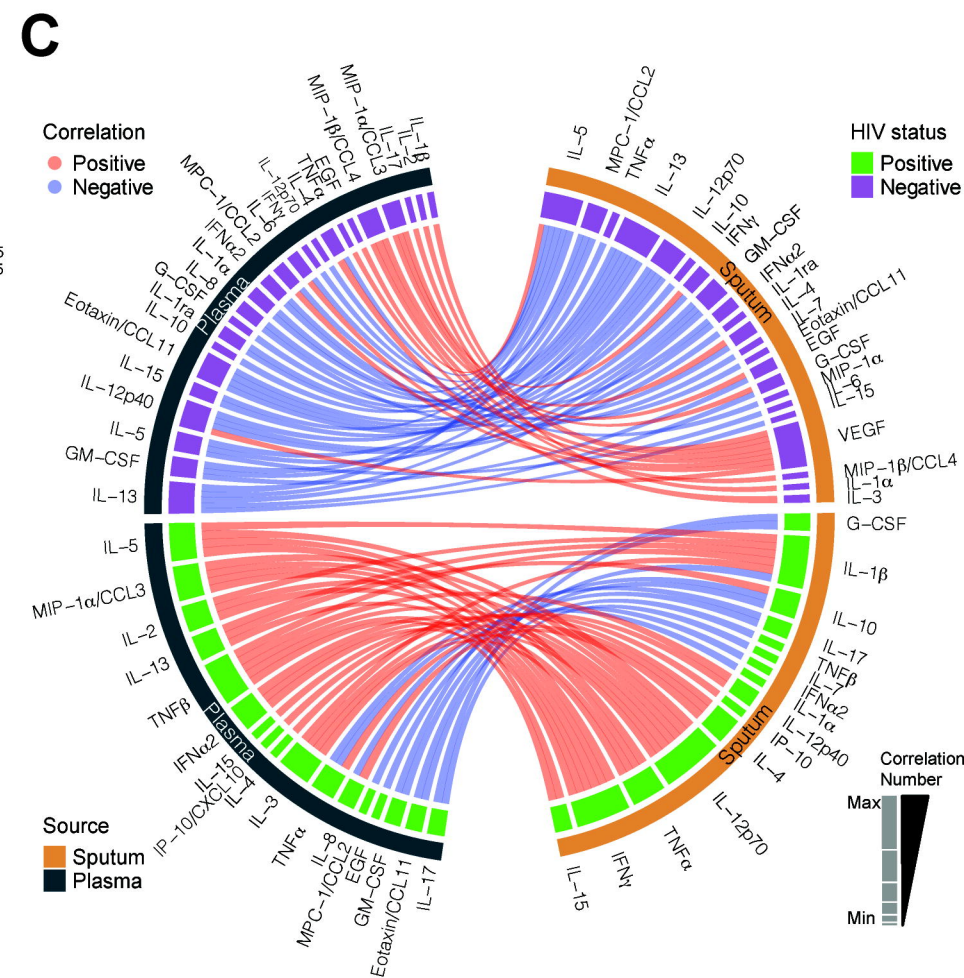 C
Correlation
Positive
Negative
HIV status
Positive
Negative
IL-1β
IL-2
IL-17
MIP-1α/CCL3
MIP-1β/CCL4
EGF
TNFα
IL-4
IL-12p70
IFNγ
IL-6
MPC-1/CCL2
IFNα2
IL-1α
IL-8
G-CSF
IL-1ra
IL-10
Eotaxin/CCL11
IL-15
IL-12p40
IL-5
GM-CSF
IL-13
Plasma
IL-5
MPC-1/CCL2
TNFα
IL-13
IL-12p70
IL-10
IFNγ
GM-CSF
IFNα2
IL-1ra
IL-4
IL-7
Eotaxin/CCL11
EGF
G-CSF
MIP-1α
IL-6
IL-15
VEGF
MIP-1β/CCL4
IL-1α
IL-3
Sputum
IL-5
MIP-1α/CCL3
IL-2
IL-13
TNFβ
IFNα2
IL-15
IP-10/CXCL10
IL-4
IL-3
TNFα
IL-8
MPC-1/CCL2
EGF
GM-CSF
Eotaxin/CCL11
IL-17
Plasma
G-CSF
IL-1β
IL-10
IL-17
TNFβ
IL-7
IFNα2
IL-1α
IL-12p40
IP-10
IL-4
IL-12p70
TNFα
IFNγ
IL-15
Sputum
Source
Sputum
Plasma
Correlation
Number
Max
Min